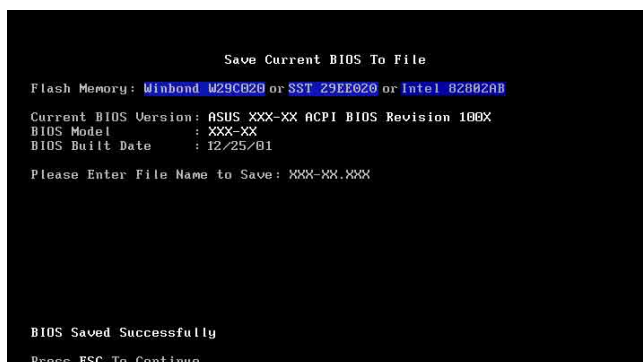 Save Current BIOS To File
Flash Memory: Winbond W29C020 or SST 29EE020 or Intel 82802AB
Current BIOS Version: ASUS XXX-XX ACPI BIOS Revision 100X
BIOS Model : XXX-XX
BIOS Built Date : 12/25/01
Please Enter File Name to Save: XXX-XX.XXX
BIOS Saved Successfully
Press ESC To Continue